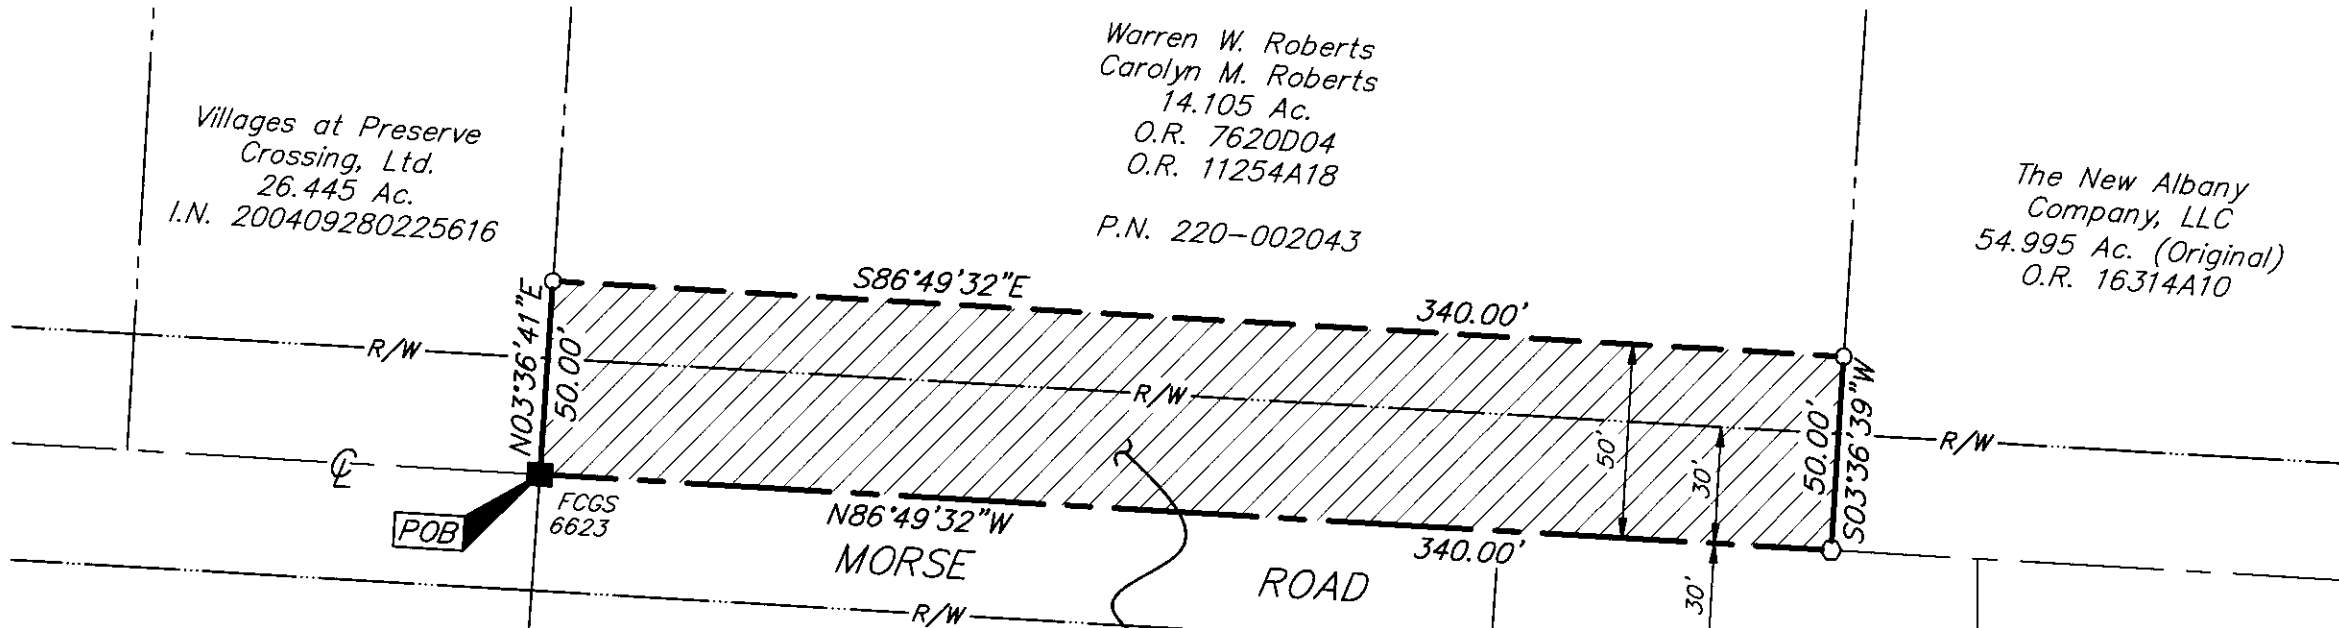 Warren W. Roberts
Carolyn M. Roberts
14.105 Ac.
O.R. 7620D04
O.R. 11254A18
P.N. 220-002043
Villages at Preserve
Crossing, Ltd.
26.445 Ac.
I.N. 200409280225616
The New Albany
Company, LLC
54.995 Ac. (Original)
O.R. 16314A10
S86°49'32"E
340.00'
N03°36'41"E
50.00'
R/W
R/W
R/W
50'
30'
50.00'
S03°36'39"W
℄
POB
FCGS
6623
N86°49'32"W
340.00'
MORSE
ROAD
30'
R/W